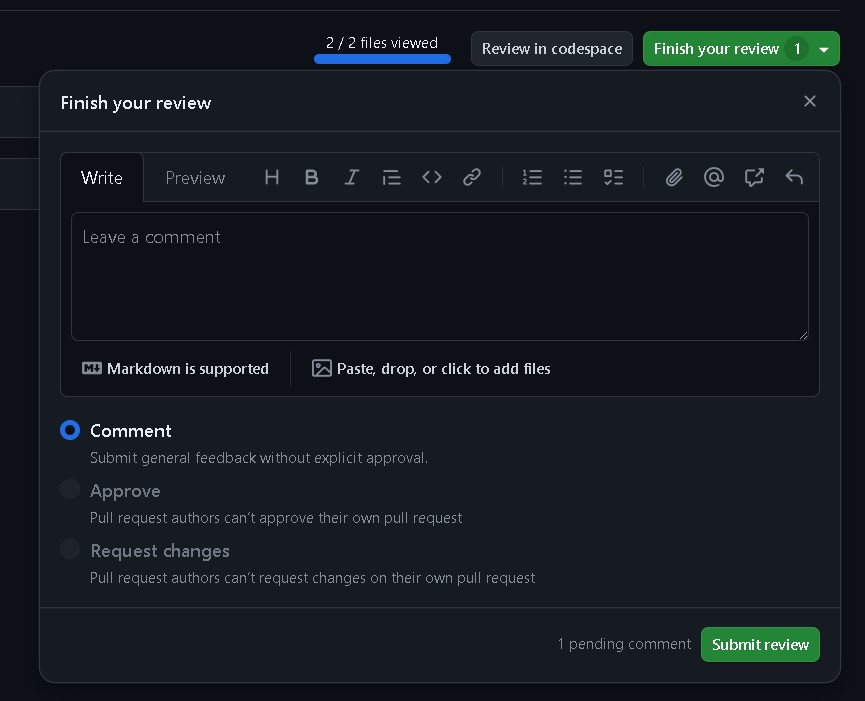 2 / 2 files viewed
Review in codespace
Finish your review 1
Finish your review
Write
Preview
Leave a comment
Markdown is supported
Paste, drop, or click to add files
Comment
Submit general feedback without explicit approval.
Approve
Pull request authors can’t approve their own pull request
Request changes
Pull request authors can’t request changes on their own pull request
1 pending comment
Submit review